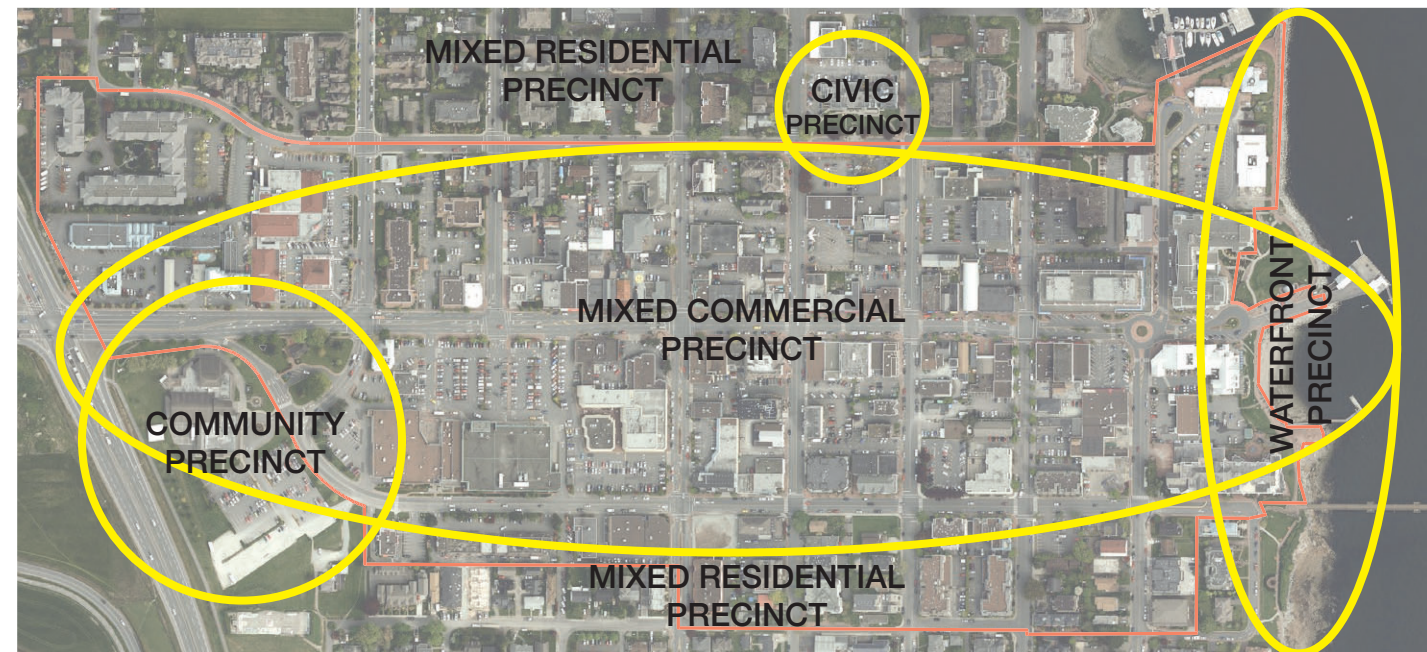 MIXED RESIDENTIAL
PRECINCT
CIVIC
PRECINCT
MIXED COMMERCIAL
PRECINCT
WATERFRONT
PRECINCT
COMMUNITY
PRECINCT
MIXED RESIDENTIAL
PRECINCT